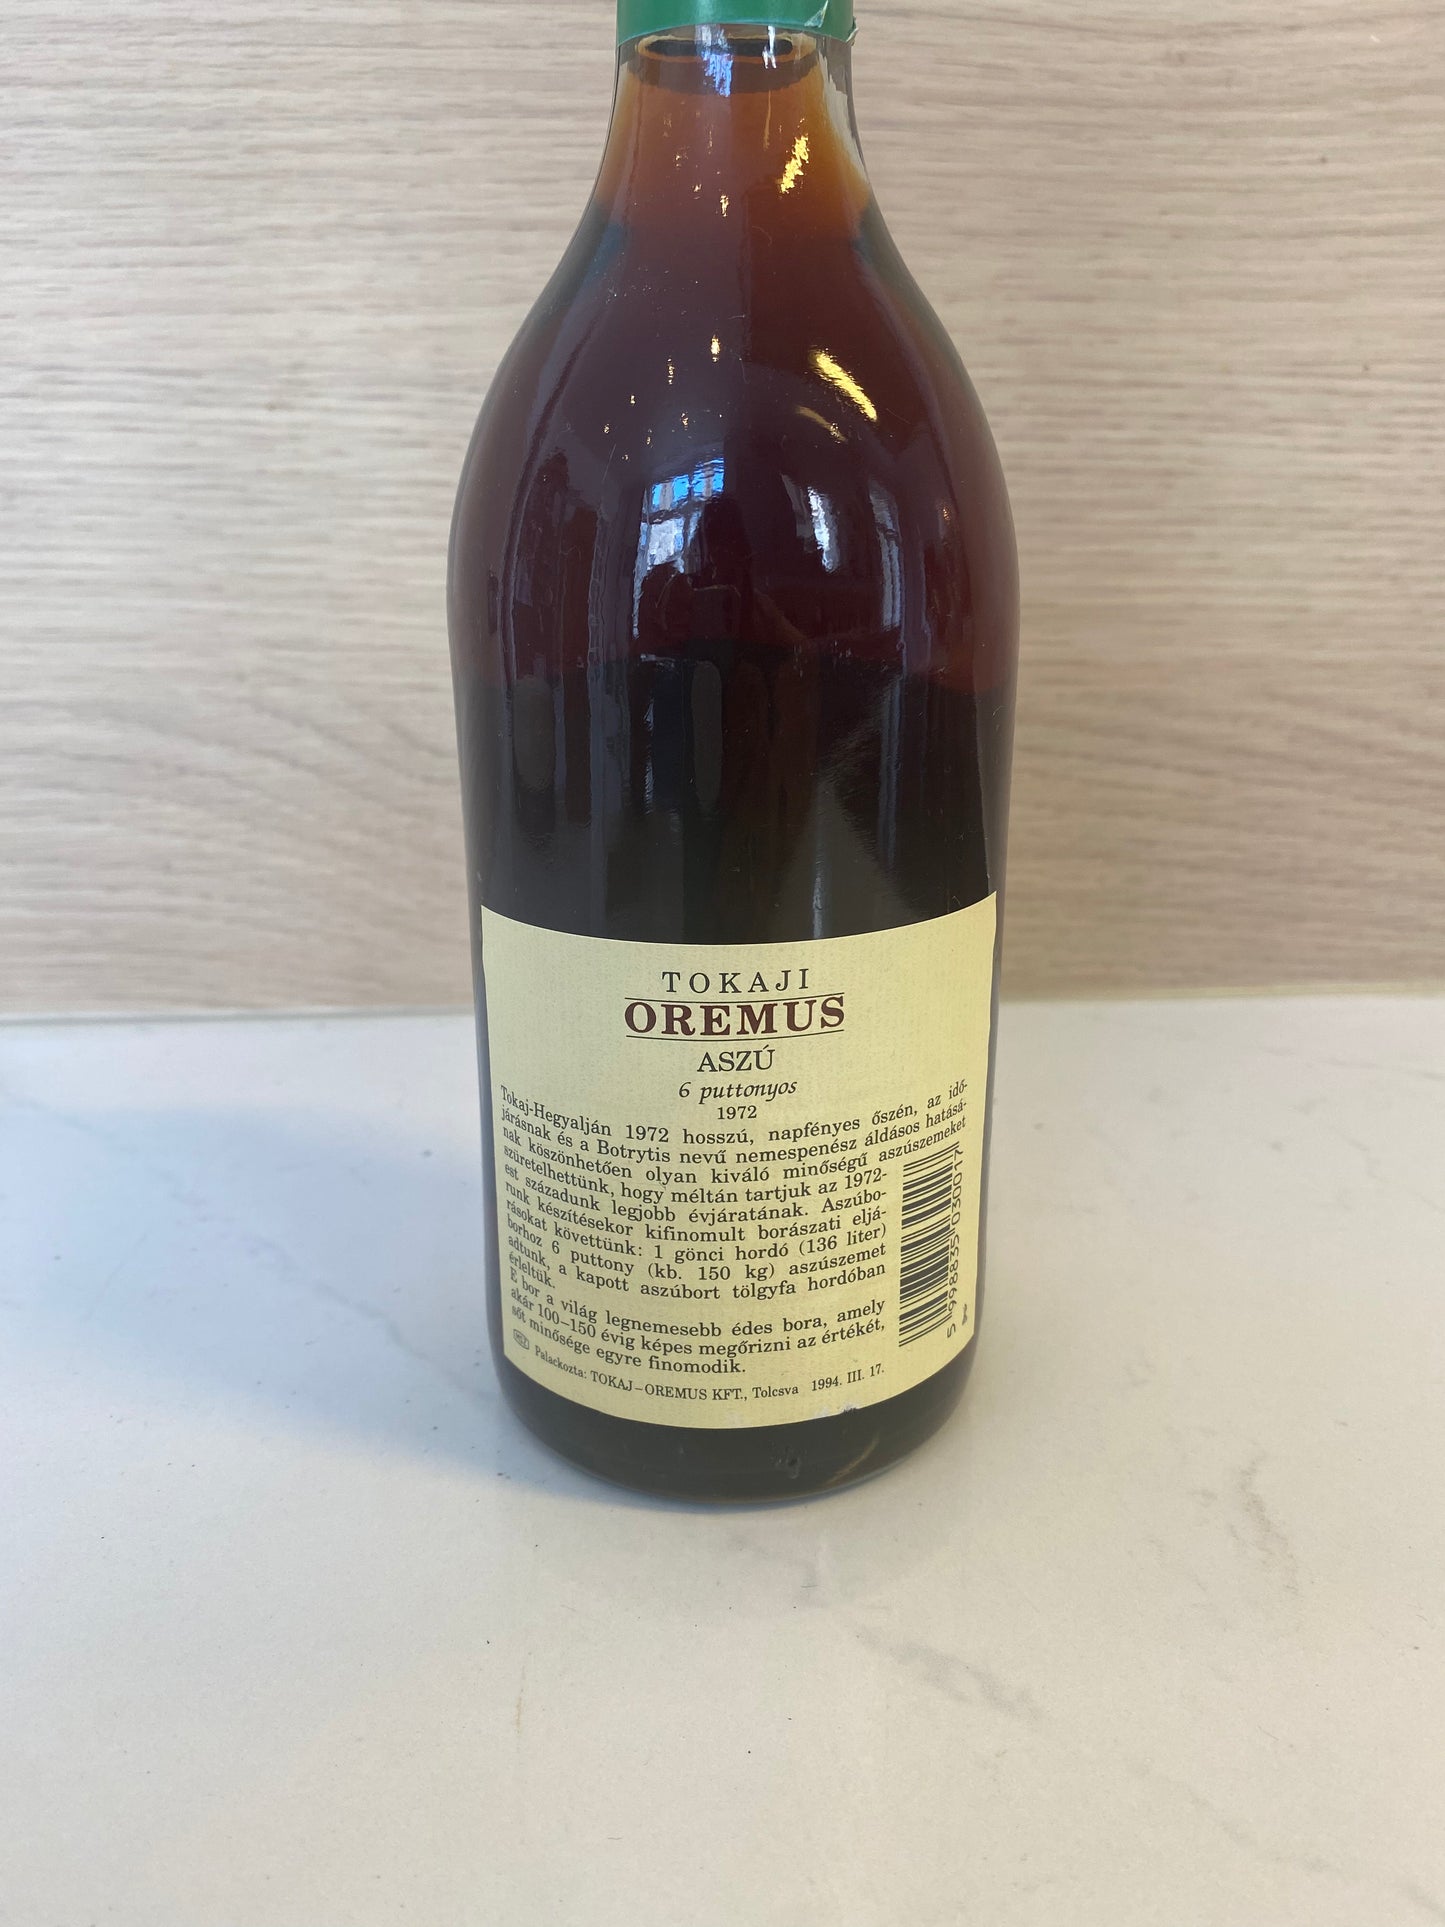 TOKAJI
OREMUS
ASZÚ
6 puttonyos
1972
Tokaj-Hegyalján 1972 hosszú, napfényes őszén, az idő-
járásnak és a Botrytis nevű nemespenész áldásos hatásá-
nak köszönhetően olyan kiváló minőségű aszúszemeket
szüretelhettünk, hogy méltán tartjuk az 1972-
est századunk legjobb évjáratának. Aszúbo-
runk készítésekor kifinomult borászati eljá-
rásokat követtünk: 1 gönci hordó (136 liter)
borhoz 6 puttony (kb. 150 kg) aszúszemet
adtunk, a kapott aszúbort tölgyfa hordóban
érleltük.
E bor a világ legnemesebb édes bora, amely
akár 100–150 évig képes megőrizni az értékét,
sőt minősége egyre finomodik.
Palackozta: TOKAJ–OREMUS KFT., Tolcsva 1994. III. 17.
5 998835 030017